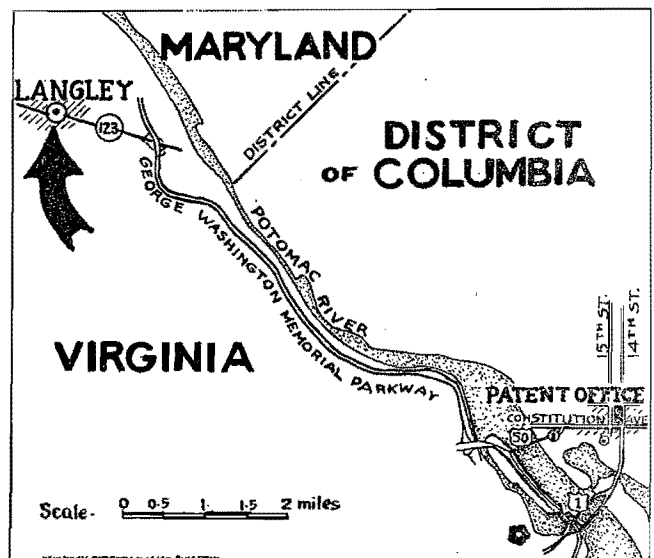 MARYLAND
LANGLEY
123
DISTRICT LINE
DISTRICT
OF COLUMBIA
GEORGE WASHINGTON MEMORIAL PARKWAY
POTOMAC RIVER
VIRGINIA
15TH ST.
14TH ST.
PATENT OFFICE
CONSTITUTION AVE
50
1
Scale- 0 0.5 1. 1.5 2 miles